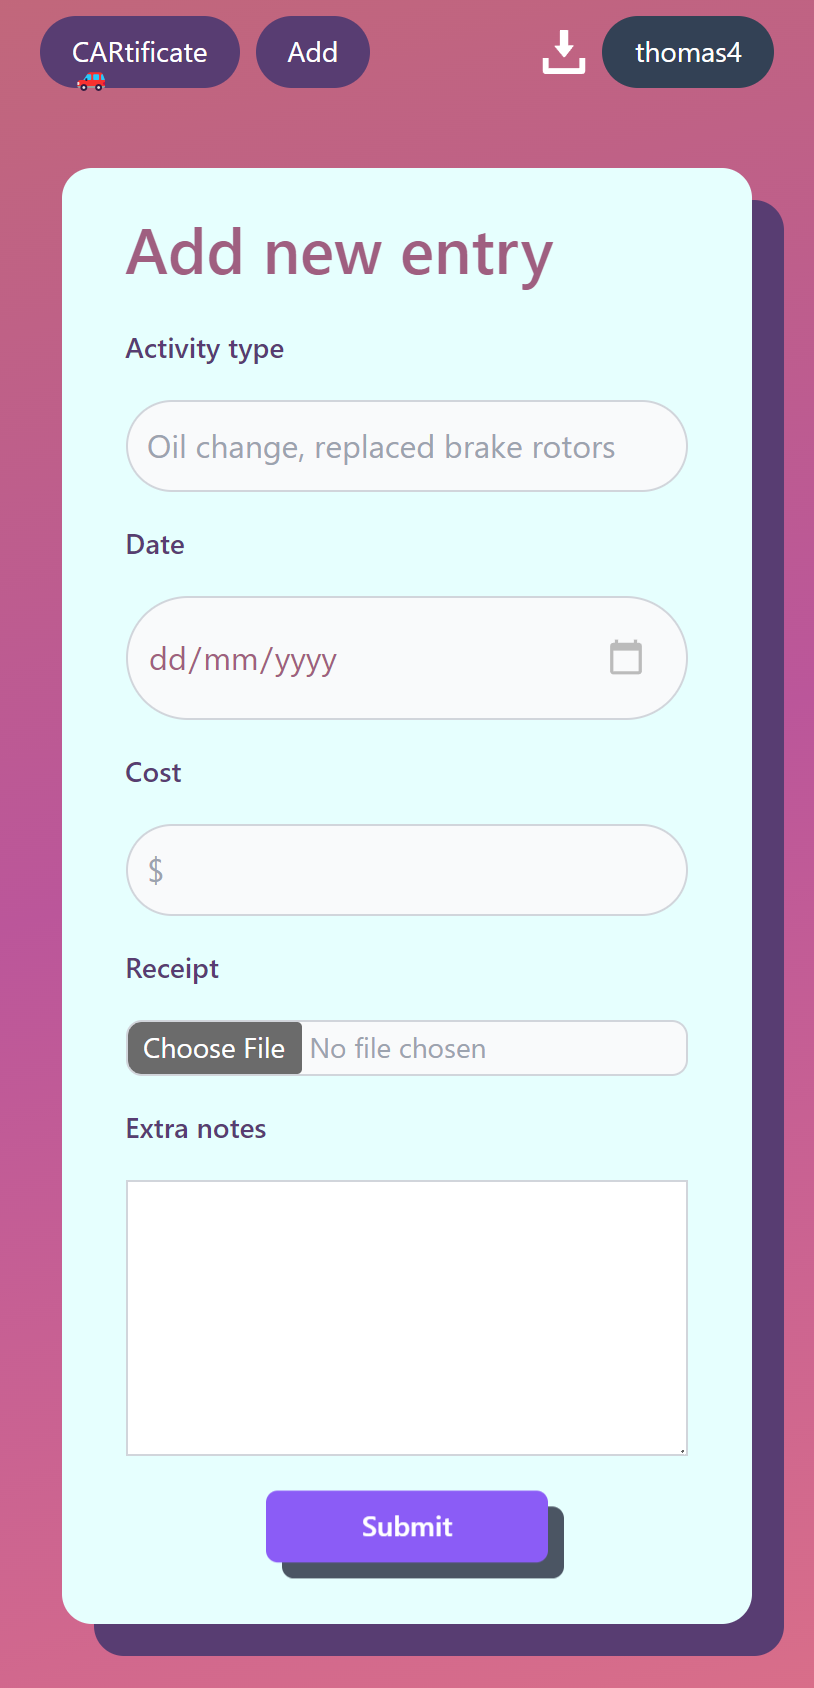 CARtificate Add thomas4
Add new entry
Activity type
Oil change, replaced brake rotors
Date
dd/mm/yyyy
Cost
$
Receipt
Choose File No file chosen
Extra notes
Submit